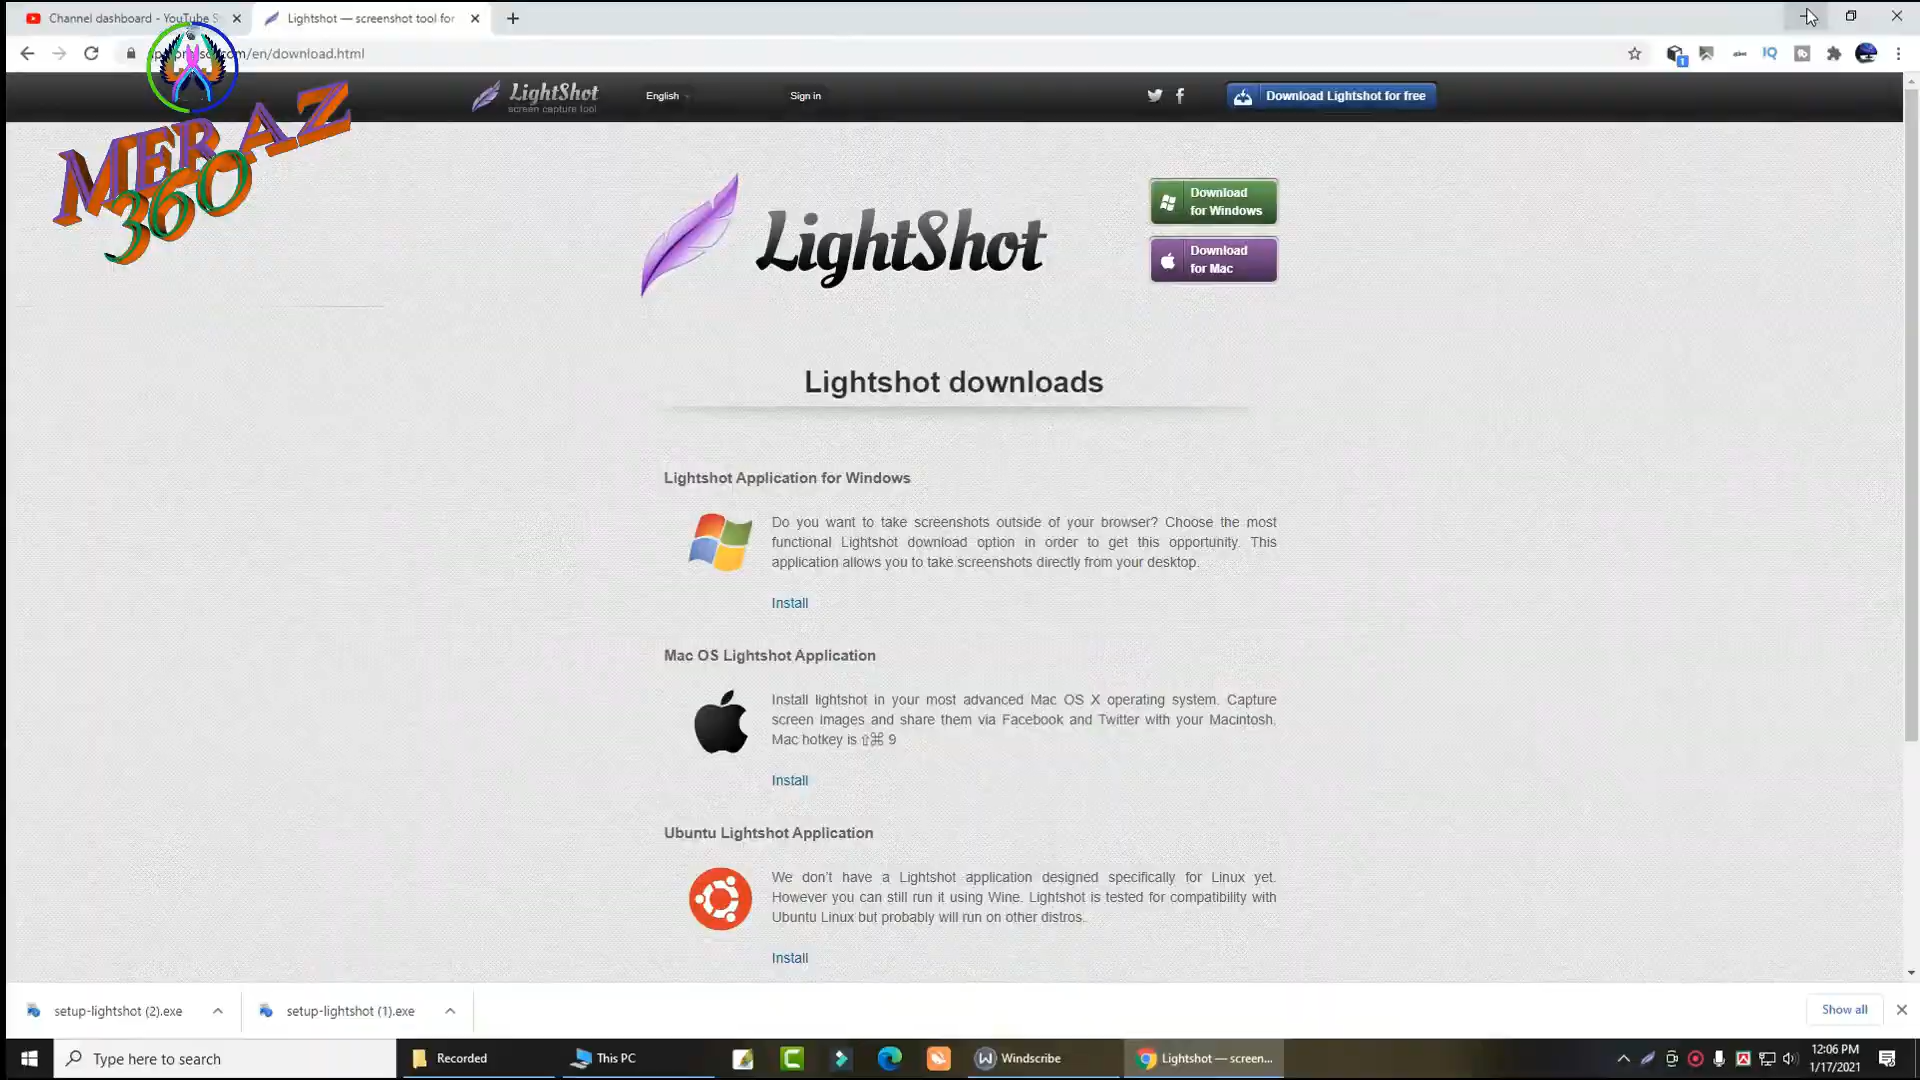 Channel dashboard - YouTube S
Lightshot — screenshot tool for
com/en/download.html
1
IQ
MERAZ
360
LightShot
screen capture tool
English
Sign in
Download Lightshot for free
LightShot
Download
for Windows
Download
for Mac
Lightshot downloads
Lightshot Application for Windows
Do you want to take screenshots outside of your browser? Choose the most
functional Lightshot download option in order to get this opportunity. This
application allows you to take screenshots directly from your desktop.
Install
Mac OS Lightshot Application
Install lightshot in your most advanced Mac OS X operating system. Capture
screen images and share them via Facebook and Twitter with your Macintosh.
Mac hotkey is ⇧⌘ 9
Install
Ubuntu Lightshot Application
We don't have a Lightshot application designed specifically for Linux yet.
However you can still run it using Wine. Lightshot is tested for compatibility with
Ubuntu Linux but probably will run on other distros.
Install
setup-lightshot (2).exe
setup-lightshot (1).exe
Show all
Type here to search
Recorded
This PC
Windscribe
Lightshot — screen...
12:06 PM
1/17/2021